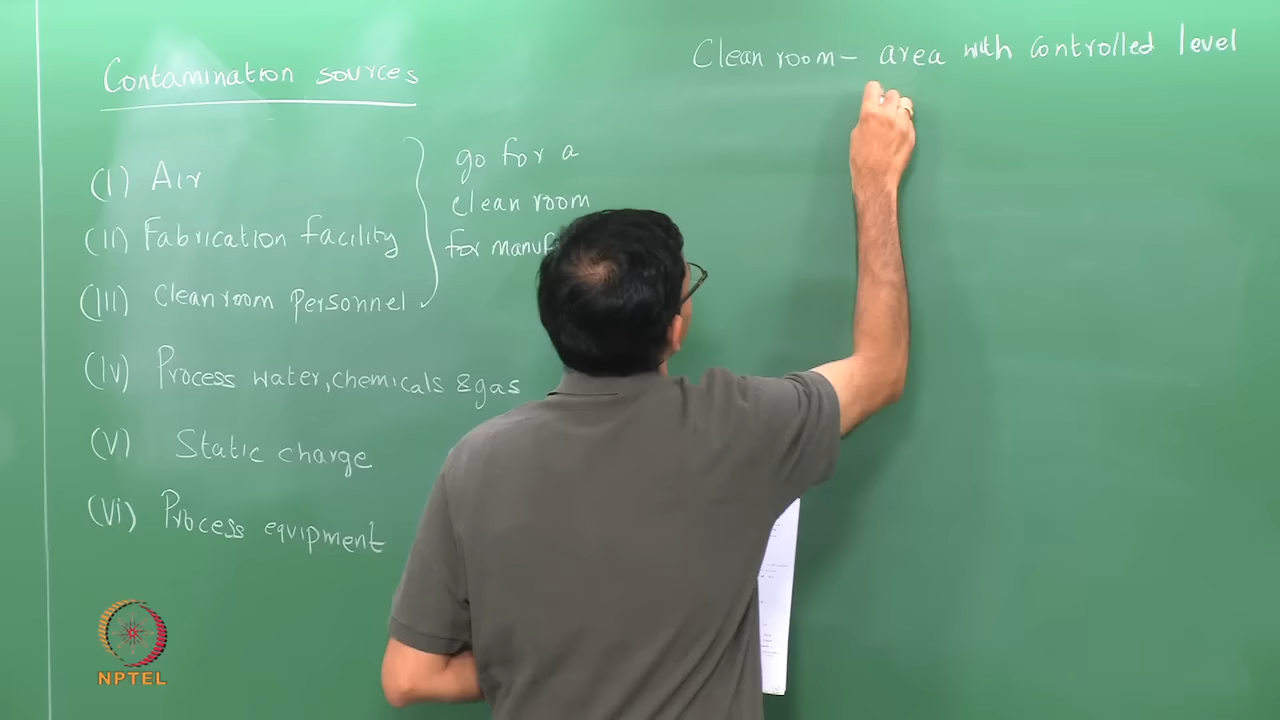 Contamination sources
(I) Air
(II) Fabrication facility
(III) Cleanroom Personnel
go for a
clean room
for manuf
(IV) Process water, chemicals & gas
(V) Static charge
(Vi) Process equipment
Clean room - area with controlled level
NPTEL